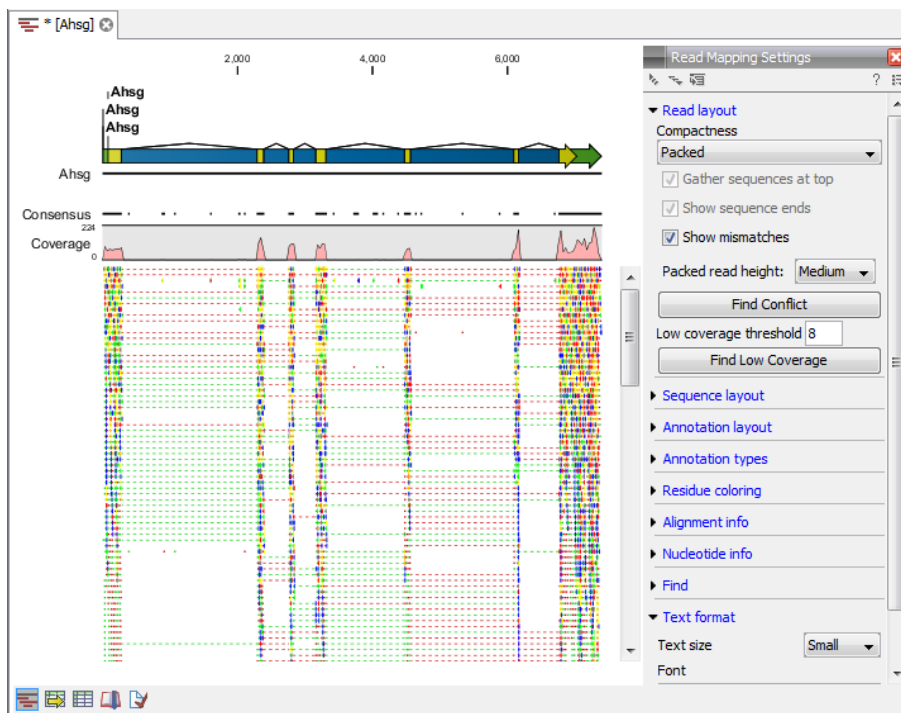 * [Ahsg]
2,000 4,000 6,000
Ahsg
Ahsg
Ahsg
Ahsg
Consensus
224
Coverage
0
Read Mapping Settings
?
Read layout
Compactness
Packed
Gather sequences at top
Show sequence ends
Show mismatches
Packed read height: Medium
Find Conflict
Low coverage threshold 8
Find Low Coverage
Sequence layout
Annotation layout
Annotation types
Residue coloring
Alignment info
Nucleotide info
Find
Text format
Text size Small
Font